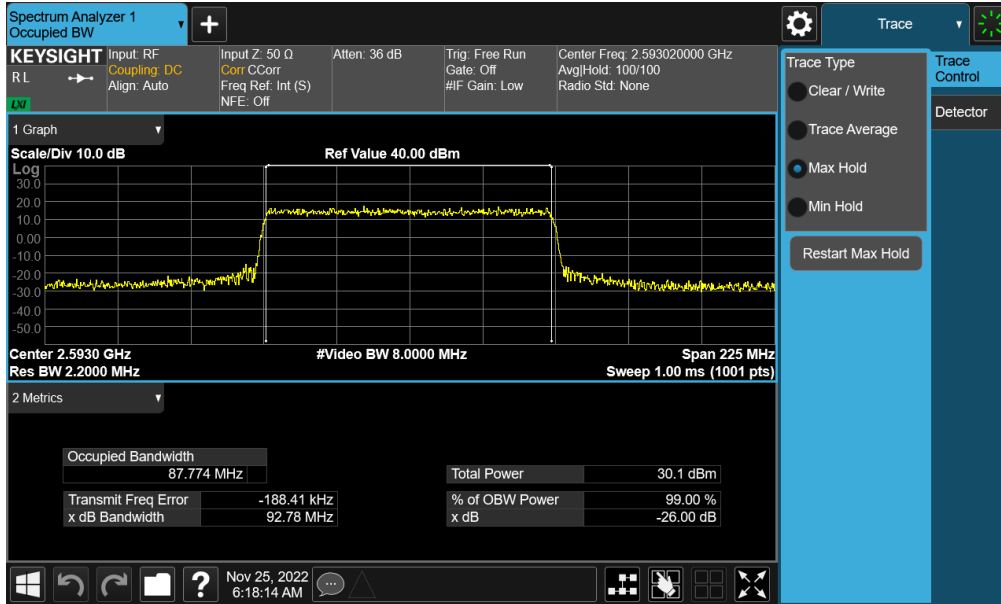 Spectrum Analyzer 1
Occupied BW
Trace
KEYSIGHT
R L
LXI
Input: RF
Coupling: DC
Align: Auto
Input Z: 50 Ω
Corr CCorr
Freq Ref: Int (S)
NFE: Off
Atten: 36 dB
Trig: Free Run
Gate: Off
#IF Gain: Low
Center Freq: 2.593020000 GHz
Avg|Hold: 100/100
Radio Std: None
Trace Type
Clear / Write
Trace Average
Max Hold
Min Hold
Restart Max Hold
Trace
Control
Detector
1 Graph
Scale/Div 10.0 dB
Ref Value 40.00 dBm
Log
30.0
20.0
10.0
0.00
-10.0
-20.0
-30.0
-40.0
-50.0
Center 2.5930 GHz
#Video BW 8.0000 MHz
Span 225 MHz
Res BW 2.2000 MHz
Sweep 1.00 ms (1001 pts)
2 Metrics
Occupied Bandwidth
87.774 MHz
Total Power 30.1 dBm
Transmit Freq Error -188.41 kHz
% of OBW Power 99.00 %
x dB Bandwidth 92.78 MHz
x dB -26.00 dB
?
Nov 25, 2022
6:18:14 AM